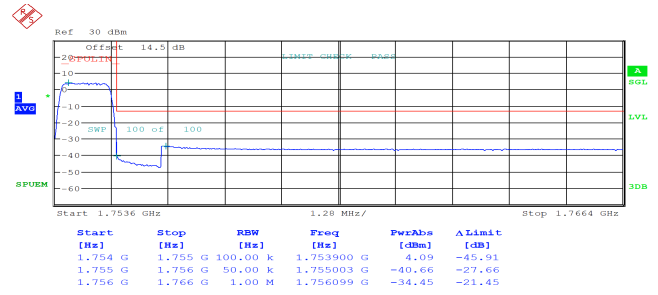 R
S
Ref 30 dBm
Offset 14.5 dB
20
_SPULIN_
LIMIT CHECK PASS
10
A
0
SGL
1
AVG
-10
LVL
-20
SWP 100 of 100
-30
-40
-50
SPUEM
3DB
-60
Start 1.7536 GHz 1.28 MHz/ Stop 1.7664 GHz
Start Stop RBW Freq PwrAbs ΔLimit
[Hz] [Hz] [Hz] [Hz] [dBm] [dB]
1.754 G 1.755 G 100.00 k 1.753900 G 4.09 -45.91
1.755 G 1.756 G 50.00 k 1.755003 G -40.66 -27.66
1.756 G 1.766 G 1.00 M 1.756099 G -34.45 -21.45